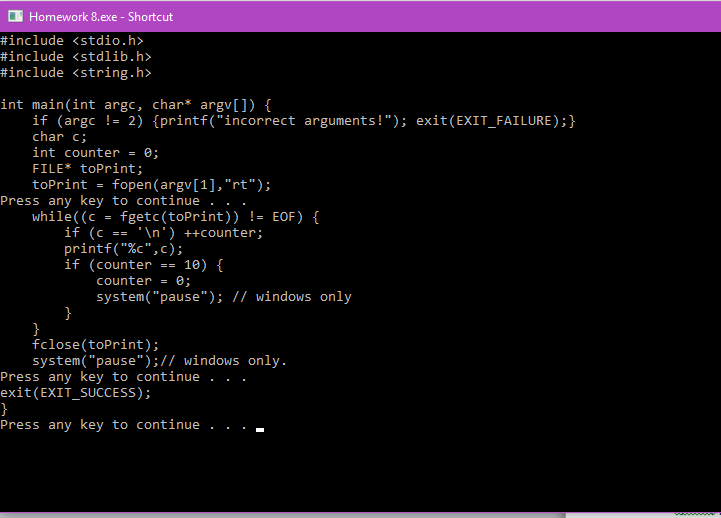 Homework 8.exe - Shortcut
#include <stdio.h>
#include <stdlib.h>
#include <string.h>

int main(int argc, char* argv[]) {
    if (argc != 2) {printf("incorrect arguments!"); exit(EXIT_FAILURE);}
    char c;
    int counter = 0;
    FILE* toPrint;
    toPrint = fopen(argv[1],"rt");
Press any key to continue . . .
    while((c = fgetc(toPrint)) != EOF) {
        if (c == '\n') ++counter;
        printf("%c",c);
        if (counter == 10) {
            counter = 0;
            system("pause"); // windows only
        }
    }
    fclose(toPrint);
    system("pause");// windows only.
Press any key to continue . . .
exit(EXIT_SUCCESS);
}
Press any key to continue . . .